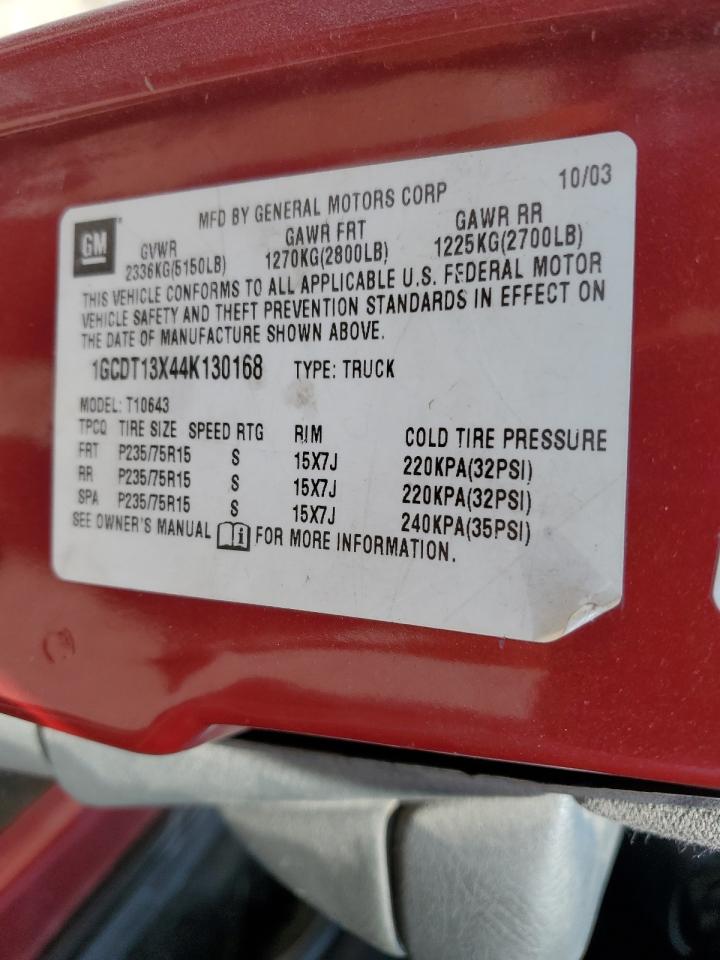 GM
MFD BY GENERAL MOTORS CORP 10/03
GVWR GAWR FRT GAWR RR
2336KG(5150LB) 1270KG(2800LB) 1225KG(2700LB)
THIS VEHICLE CONFORMS TO ALL APPLICABLE U.S. FEDERAL MOTOR
VEHICLE SAFETY AND THEFT PREVENTION STANDARDS IN EFFECT ON
THE DATE OF MANUFACTURE SHOWN ABOVE.
1GCDT13X44K130168 TYPE: TRUCK
MODEL: T10643
TPCQ TIRE SIZE SPEED RTG RIM COLD TIRE PRESSURE
FRT P235/75R15 S 15X7J 220KPA(32PSI)
RR P235/75R15 S 15X7J 220KPA(32PSI)
SPA P235/75R15 S 15X7J 240KPA(35PSI)
SEE OWNER'S MANUAL i FOR MORE INFORMATION.